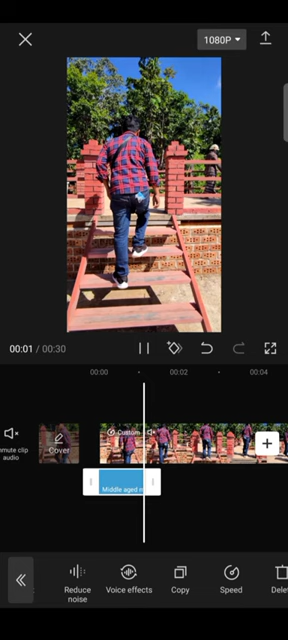 1080P
00:01 / 00:30
00:00
00:02
00:04
mute clip
audio
Cover
Custom
Middle aged
Reduce
noise
Voice effects
Copy
Speed
Delet